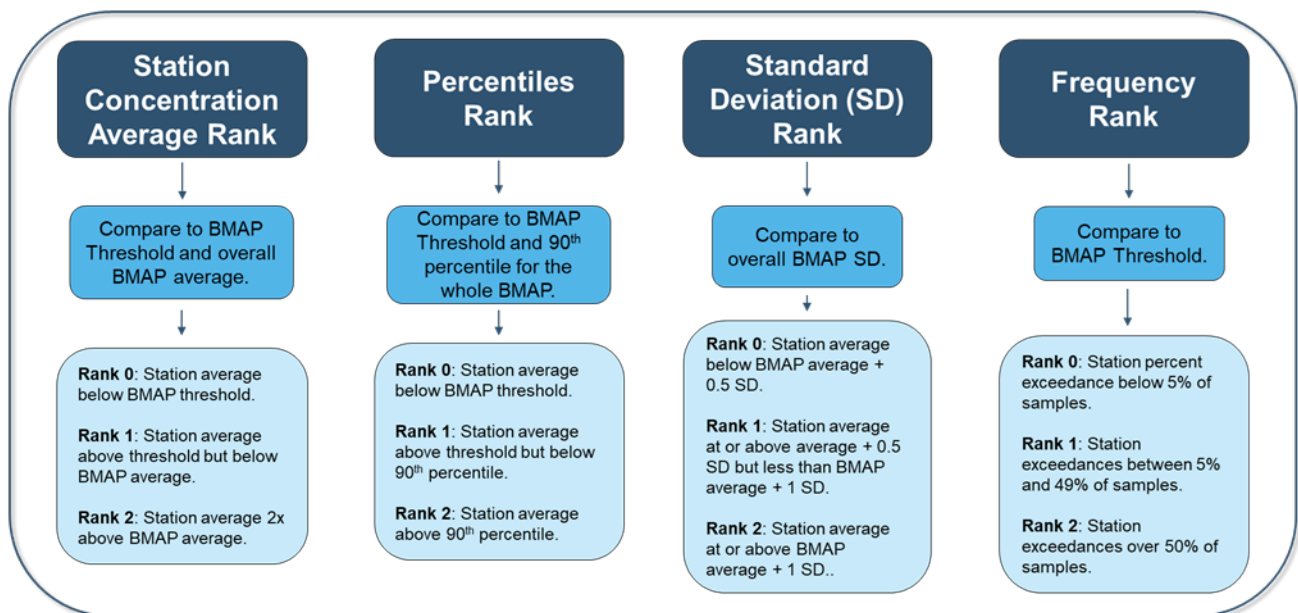 Station
Concentration
Average Rank
Compare to BMAP
Threshold and overall
BMAP average.
Rank 0: Station average
below BMAP threshold.
Rank 1: Station average
above threshold but below
BMAP average.
Rank 2: Station average 2x
above BMAP average.
Percentiles
Rank
Compare to BMAP
Threshold and 90th
percentile for the
whole BMAP.
Rank 0: Station average
below BMAP threshold.
Rank 1: Station average
above threshold but below
90th percentile.
Rank 2: Station average
above 90th percentile.
Standard
Deviation (SD)
Rank
Compare to
overall BMAP SD.
Rank 0: Station average
below BMAP average +
0.5 SD.
Rank 1: Station average
at or above average + 0.5
SD but less than BMAP
average + 1 SD.
Rank 2: Station average
at or above BMAP
average + 1 SD..
Frequency
Rank
Compare to
BMAP Threshold.
Rank 0: Station percent
exceedance below 5% of
samples.
Rank 1: Station
exceedances between 5%
and 49% of samples.
Rank 2: Station
exceedances over 50% of
samples.